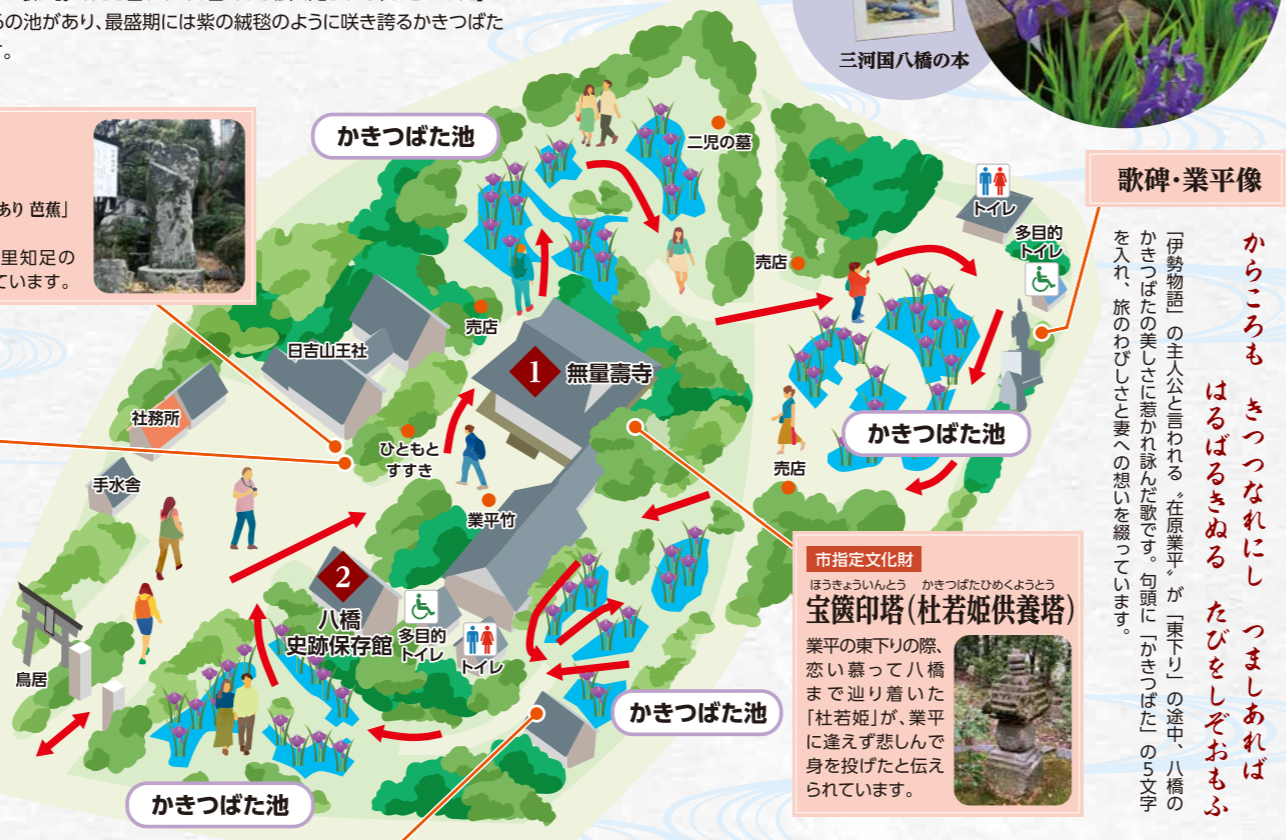 の池があり、最盛期には紫の絨毯のように咲き誇るかきつばた
す。
三河国八橋の本
あり 芭蕉」
里知足の
ています。
かきつばた池
二児の墓
トイレ
多目的
トイレ
歌碑・業平像
からころも きつつなれにし つましあれば
はるばるきぬる たびをしぞおもふ
「伊勢物語」の主人公と言われる〝在原業平〟が「東下り」の途中、八橋の
かきつばたの美しさに惹かれ詠んだ歌です。句頭に「かきつばた」の5文字
を入れ、旅のわびしさと妻への想いを綴っています。
売店
売店
日吉山王社
1 無量壽寺
社務所
ひともと
すすき
かきつばた池
売店
手水舎
業平竹
2
八橋
史跡保存館
多目的
トイレ
トイレ
鳥居
かきつばた池
かきつばた池
市指定文化財
ほうきょういんとう かきつばたひめくようとう
宝篋印塔(杜若姫供養塔)
業平の東下りの際、
恋い慕って八橋
まで辿り着いた
「杜若姫」が、業平
に逢えず悲しんで
身を投げたと伝え
られています。